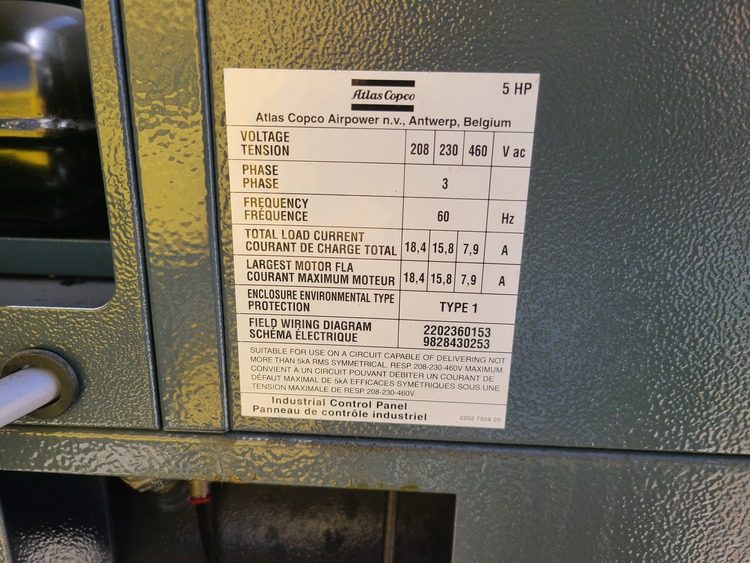 Atlas Copco
5 HP
Atlas Copco Airpower n.v., Antwerp, Belgium
VOLTAGE
TENSION 208 230 460 V ac
PHASE
PHASE 3
FREQUENCY
FRÉQUENCE 60 Hz
TOTAL LOAD CURRENT
COURANT DE CHARGE TOTAL 18,4 15,8 7,9 A
LARGEST MOTOR FLA
COURANT MAXIMUM MOTEUR 18,4 15,8 7,9 A
ENCLOSURE ENVIRONMENTAL TYPE
PROTECTION TYPE 1
FIELD WIRING DIAGRAM 2202360153
SCHÉMA ÉLECTRIQUE 9828430253
SUITABLE FOR USE ON A CIRCUIT CAPABLE OF DELIVERING NOT
MORE THAN 5kA RMS SYMMETRICAL, RESP 208-230-460V MAXIMUM.
CONVIENT À UN CIRCUIT POUVANT DÉBITER UN COURANT DE
DÉFAUT MAXIMAL DE 5kA EFFICACES SYMÉTRIQUES SOUS UNE
TENSION MAXIMALE DE RESP 208-230-460V.
Industrial Control Panel
Panneau de contrôle industriel
2202 7209 00